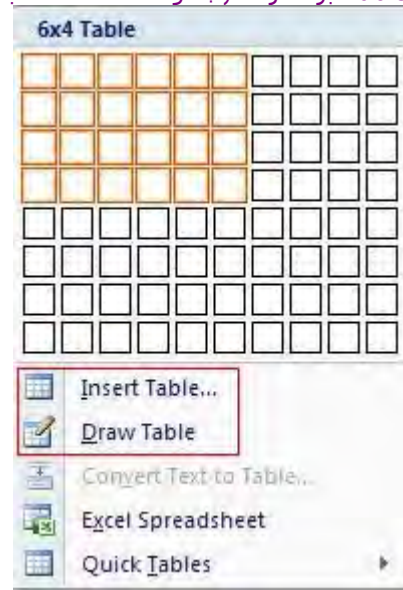 6x4 Table
Insert Table...
Draw Table
Convert Text to Table...
Excel Spreadsheet
Quick Tables